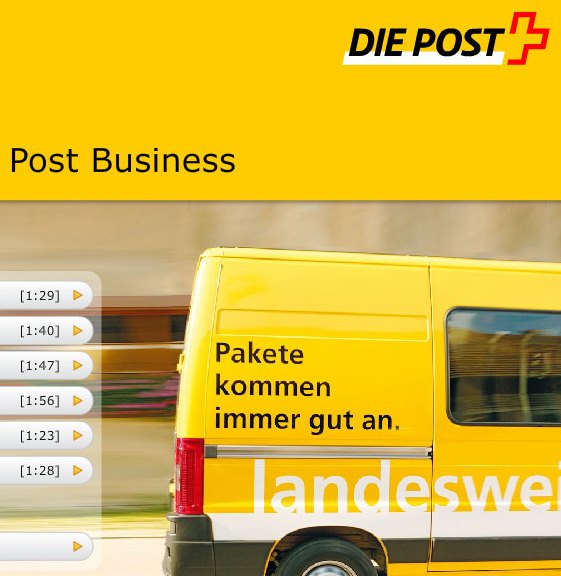 DIE POST
Post Business
[1:29]
[1:40]
[1:47]
[1:56]
[1:23]
[1:28]
Pakete
kommen
immer gut an.
landeswei